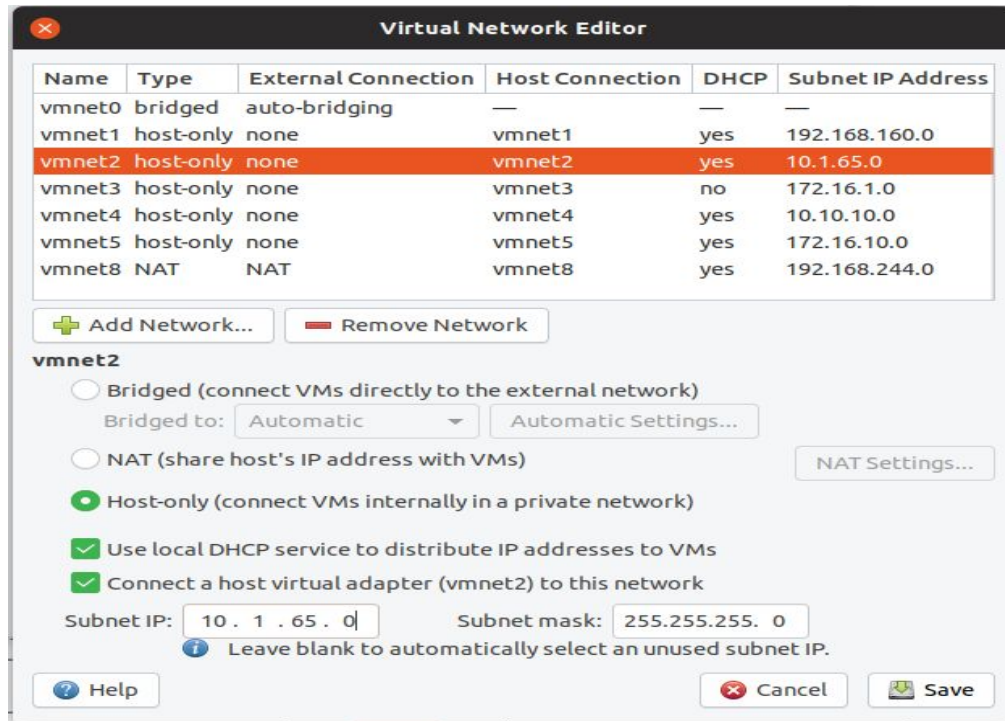 Virtual Network Editor
Name Type External Connection Host Connection DHCP Subnet IP Address
vmnet0 bridged auto-bridging — — —
vmnet1 host-only none vmnet1 yes 192.168.160.0
vmnet2 host-only none vmnet2 yes 10.1.65.0
vmnet3 host-only none vmnet3 no 172.16.1.0
vmnet4 host-only none vmnet4 yes 10.10.10.0
vmnet5 host-only none vmnet5 yes 172.16.10.0
vmnet8 NAT NAT vmnet8 yes 192.168.244.0
Add Network... Remove Network
vmnet2
Bridged (connect VMs directly to the external network)
Bridged to: Automatic Automatic Settings...
NAT (share host's IP address with VMs) NAT Settings...
Host-only (connect VMs internally in a private network)
Use local DHCP service to distribute IP addresses to VMs
Connect a host virtual adapter (vmnet2) to this network
Subnet IP: 10 . 1 . 65 . 0 Subnet mask: 255.255.255. 0
Leave blank to automatically select an unused subnet IP.
Help Cancel Save